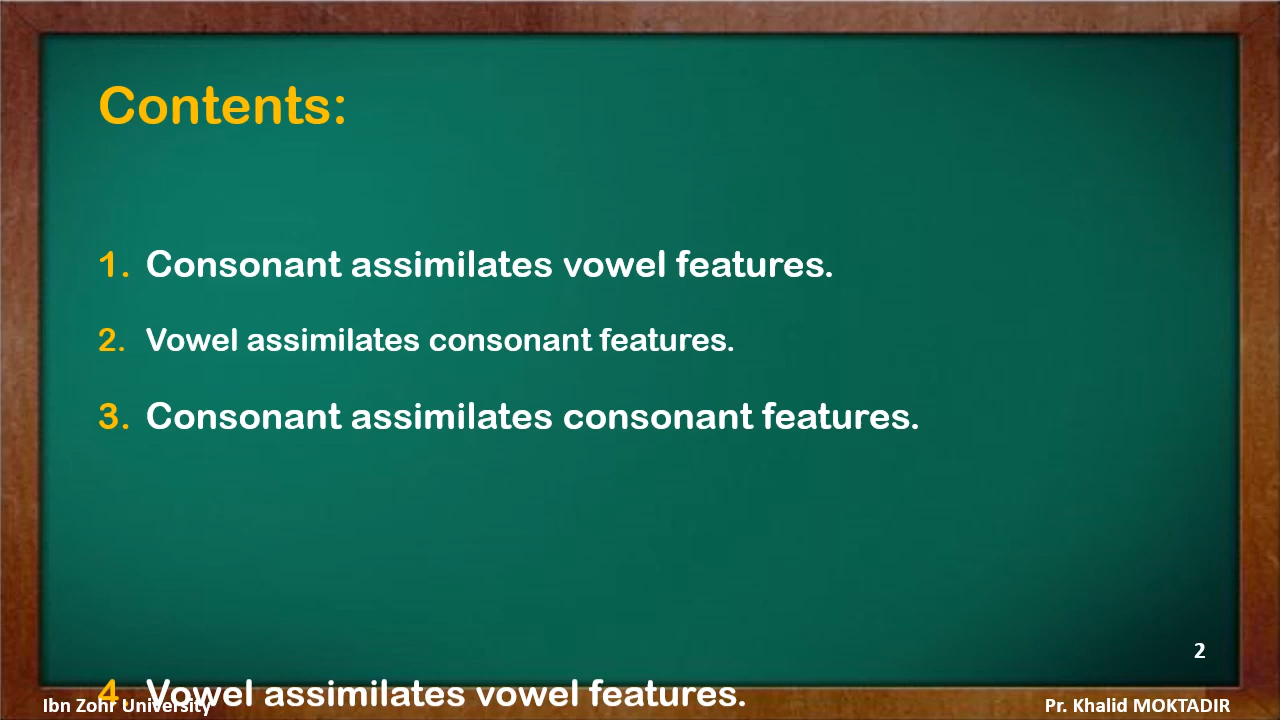 Contents:
1. Consonant assimilates vowel features.
2. Vowel assimilates consonant features.
3. Consonant assimilates consonant features.
2
4. Vowel assimilates vowel features.
Ibn Zohr University
Pr. Khalid MOKTADIR